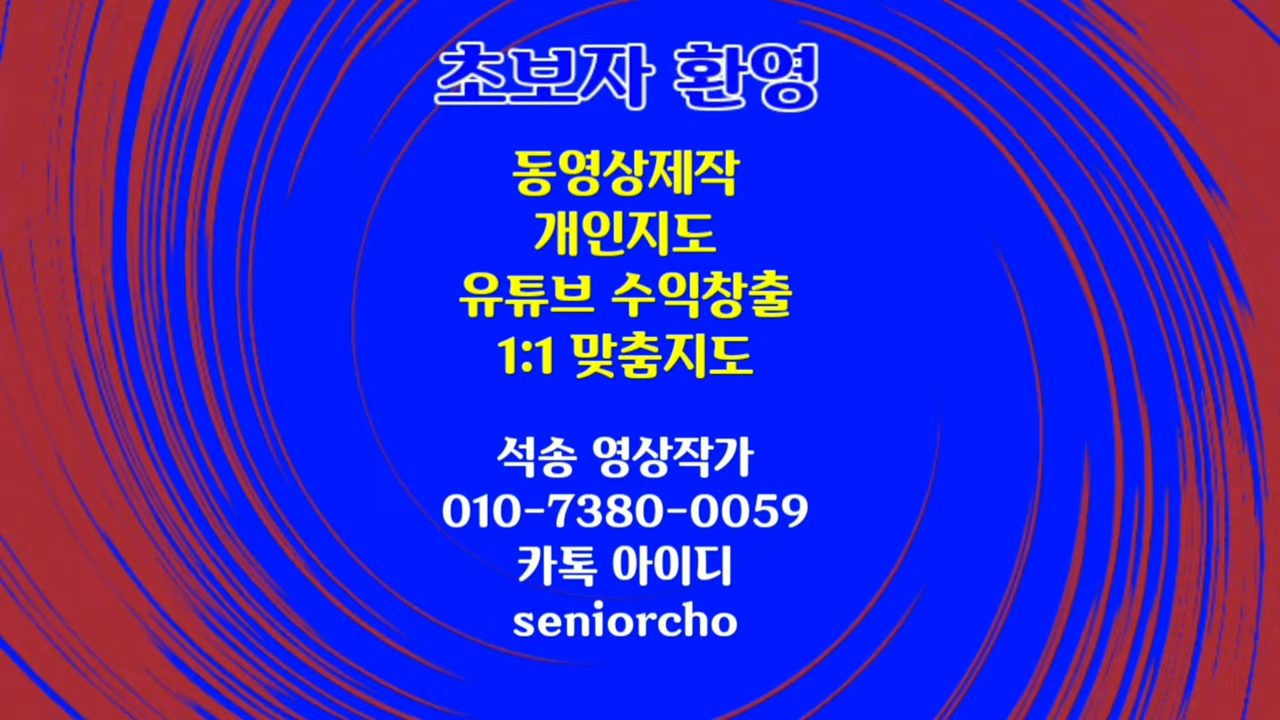 초보자 환영
동영상제작
개인지도
유튜브 수익창출
1:1 맞춤지도
석송 영상작가
010-7380-0059
카톡 아이디
seniorcho